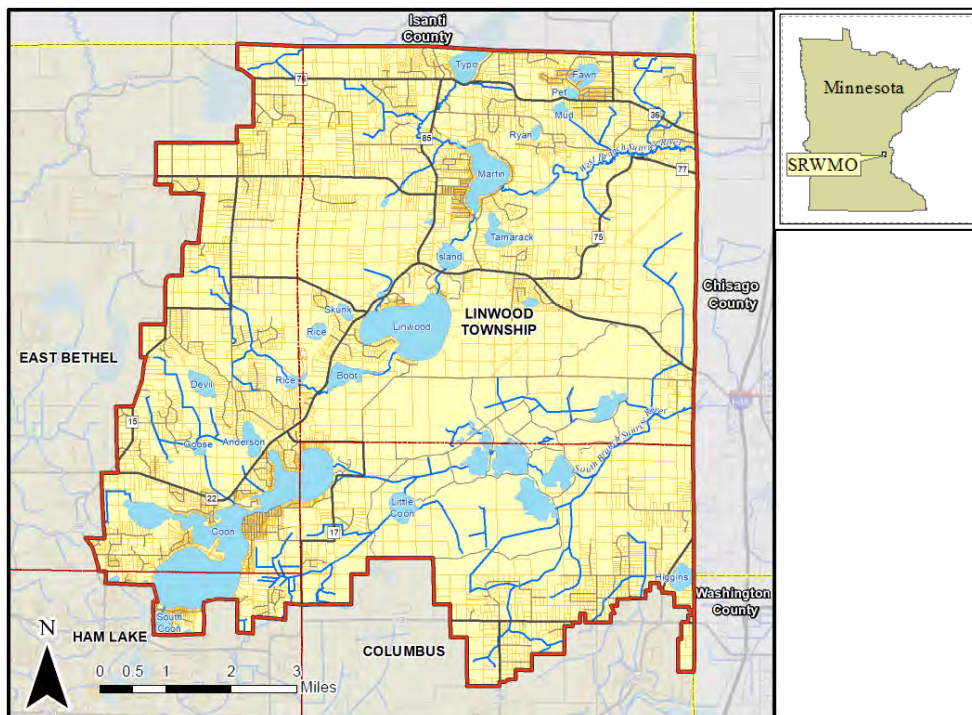 Isanti
County
Typo
Fawn
76
Pet
Mud
36
85
Ryan
West Branch Sunrise River
Martin
77
Tamarack
75
Island
Chisago
County
Skunk
Linwood
LINWOOD
TOWNSHIP
Rice
EAST BETHEL
Rice
Boot
Devil
15
Anderson
Goose
South Branch Sunrise River
22
Little
Coon
Coon
17
Higgins
Washington
County
South
Coon
HAM LAKE
COLUMBUS
N
0 0.5 1 2 3
Miles
Minnesota
SRWMO